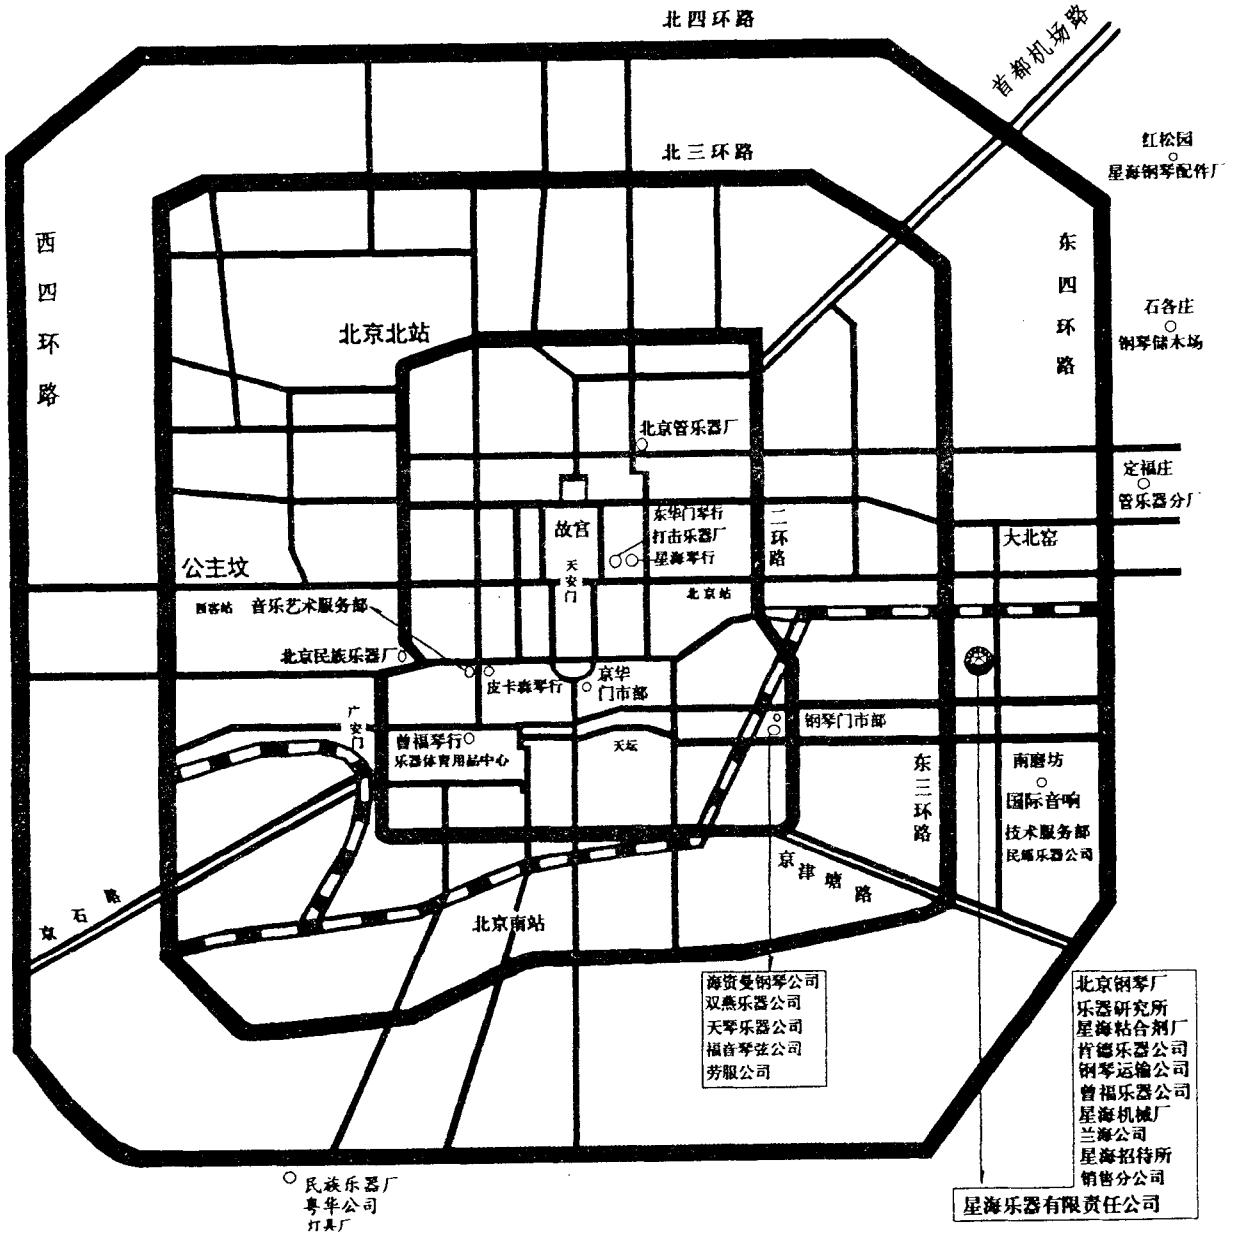 北四环路
首都机场路
红松园
星海钢琴配件厂
北三环路
西四环路
东四环路
石各庄
钢琴储木场
北京北站
北京管乐器厂
定福庄
管乐器分厂
故宫
东华门琴行
打击乐器厂
星海琴行
二环路
大北窑
公主坟
天安门
北京站
西客站
音乐艺术服务部
北京民族乐器厂
皮卡森琴行
京华
门市部
广安门
曾福琴行
乐器体育用品中心
天坛
钢琴门市部
东三环路
南磨坊
国际音响
技术服务部
民族乐器公司
京津塘路
京石路
北京南站
海资曼钢琴公司
双燕乐器公司
天琴乐器公司
福音琴弦公司
劳服公司
北京钢琴厂
乐器研究所
星海粘合剂厂
肯德乐器公司
钢琴运输公司
曾福乐器公司
星海机械厂
兰海公司
星海招待所
销售分公司
星海乐器有限责任公司
民族乐器厂
粤华公司
灯具厂